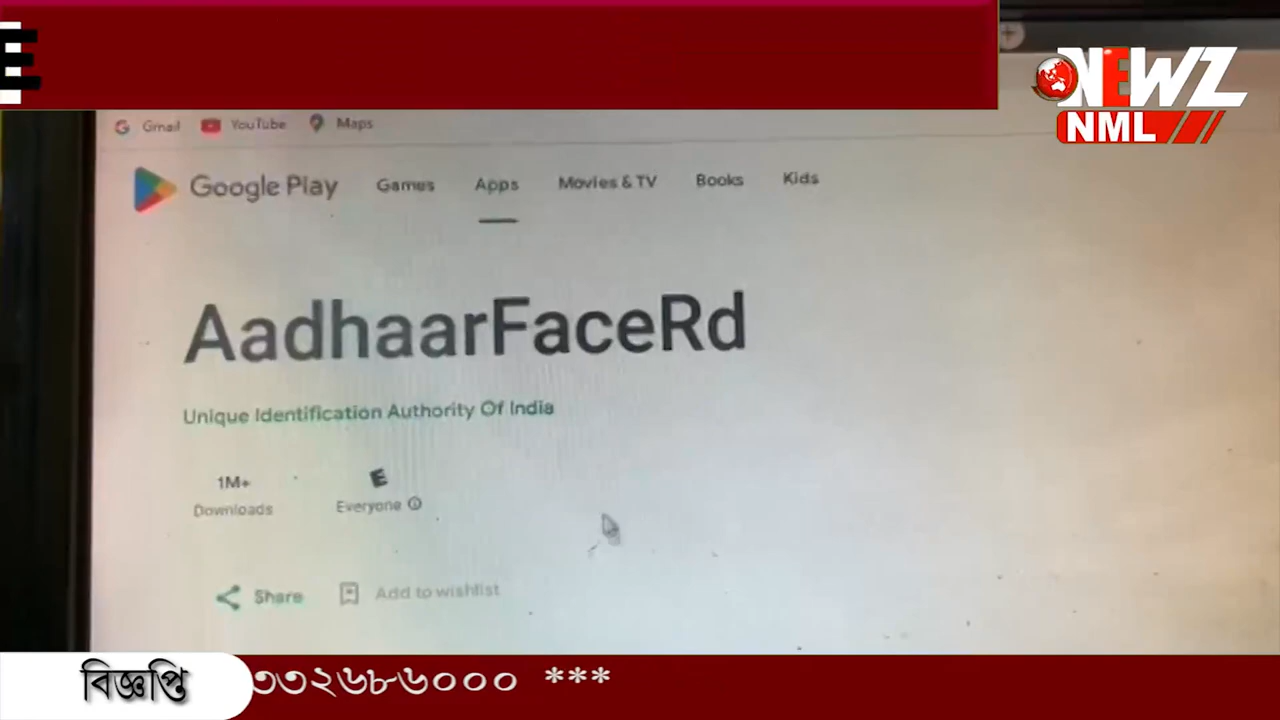 E
NEWZ
NML
Gmail YouTube Maps
Google Play Games Apps Movies & TV Books Kids
AadhaarFaceRd
Unique Identification Authority Of India
1M+ E
Downloads Everyone
Share Add to wishlist
বিজ্ঞপ্তি ৩৩২৬৮৬০০০ ***